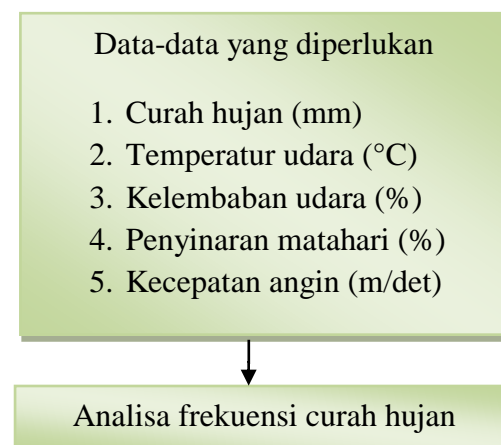 Data-data yang diperlukan
1. Curah hujan (mm)
2. Temperatur udara (°C)
3. Kelembaban udara (%)
4. Penyinaran matahari (%)
5. Kecepatan angin (m/det)
Analisa frekuensi curah hujan